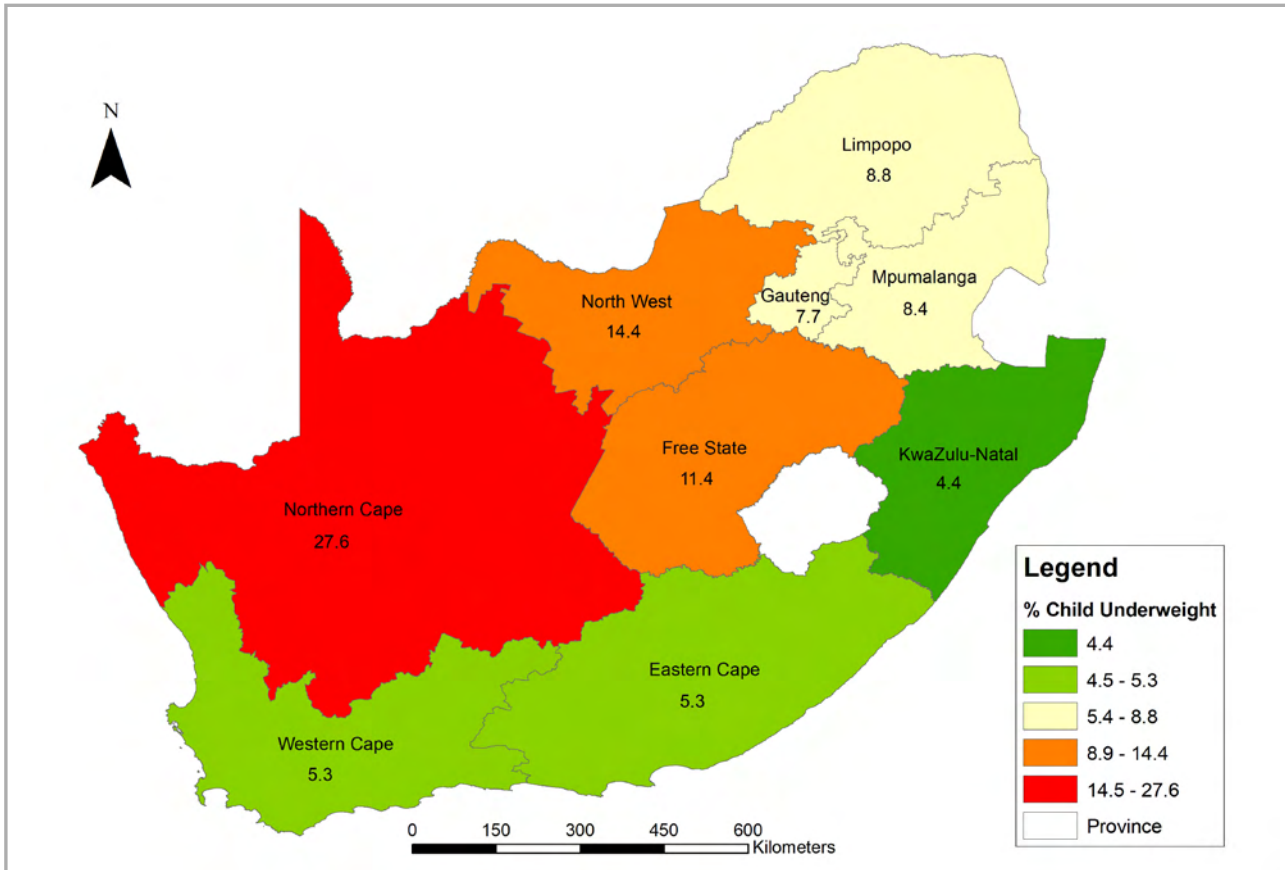 N
Limpopo
8.8
Mpumalanga
8.4
Gauteng
7.7
North West
14.4
Free State
11.4
KwaZulu-Natal
4.4
Northern Cape
27.6
Eastern Cape
5.3
Western Cape
5.3
Legend
% Child Underweight
4.4
4.5 - 5.3
5.4 - 8.8
8.9 - 14.4
14.5 - 27.6
Province
0 150 300 450 600
Kilometers